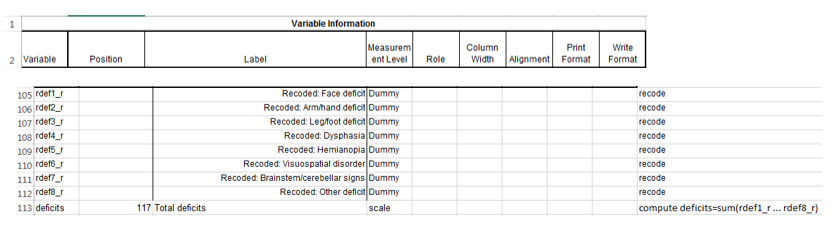 1 Variable Information
2 Variable Position Label Measurement Level Role Column Width Alignment Print Format Write Format
105 rdef1_r Recoded: Face deficit Dummy recode
106 rdef2_r Recoded: Arm/hand deficit Dummy recode
107 rdef3_r Recoded: Leg/foot deficit Dummy recode
108 rdef4_r Recoded: Dysphasia Dummy recode
109 rdef5_r Recoded: Hemianopia Dummy recode
110 rdef6_r Recoded: Visuospatial disorder Dummy recode
111 rdef7_r Recoded: Brainstem/cerebellar signs Dummy recode
112 rdef8_r Recoded: Other deficit Dummy recode
113 deficits 117 Total deficits scale compute deficits=sum(rdef1_r ... rdef8_r)